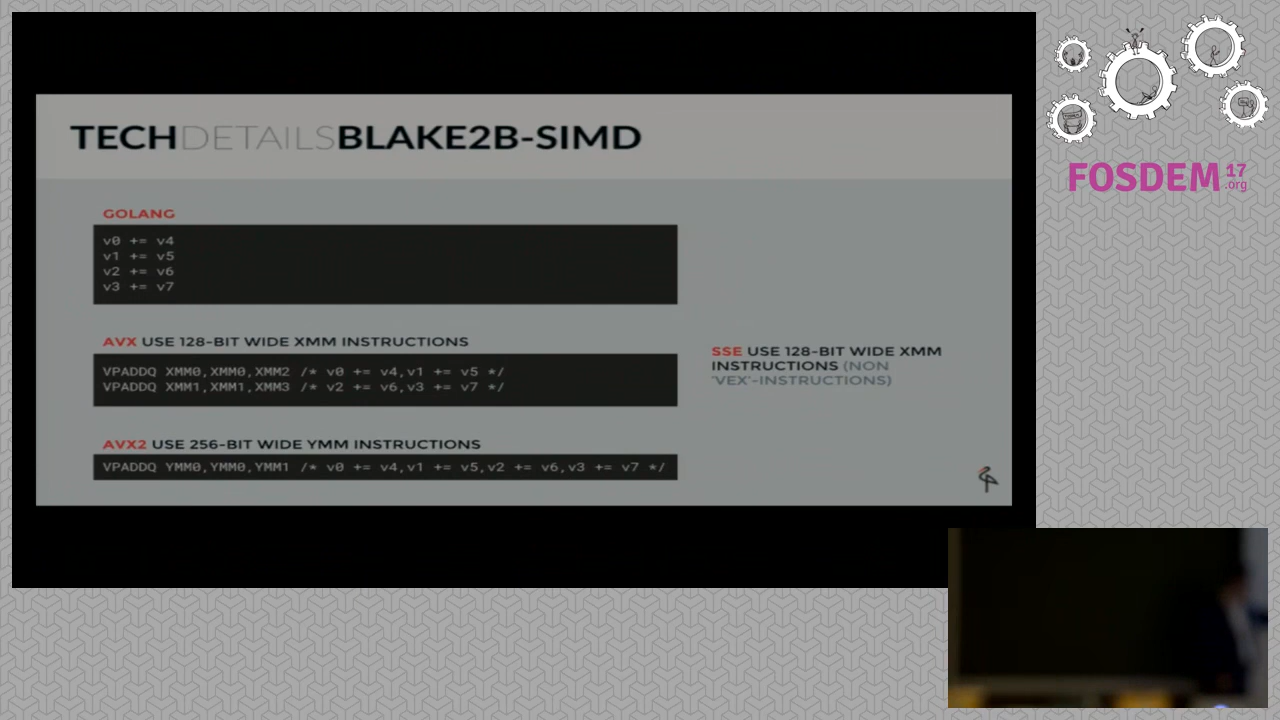 TECHDETAILSBLAKE2B-SIMD
GOLANG
v0 += v4
v1 += v5
v2 += v6
v3 += v7
AVX USE 128-BIT WIDE XMM INSTRUCTIONS
VPADDQ XMM0,XMM0,XMM2 /* v0 += v4,v1 += v5 */
VPADDQ XMM1,XMM1,XMM3 /* v2 += v6,v3 += v7 */
SSE USE 128-BIT WIDE XMM
INSTRUCTIONS (NON
'VEX'-INSTRUCTIONS)
AVX2 USE 256-BIT WIDE YMM INSTRUCTIONS
VPADDQ YMM0,YMM0,YMM1 /* v0 += v4,v1 += v5,v2 += v6,v3 += v7 */
FOSDEM 17
.org